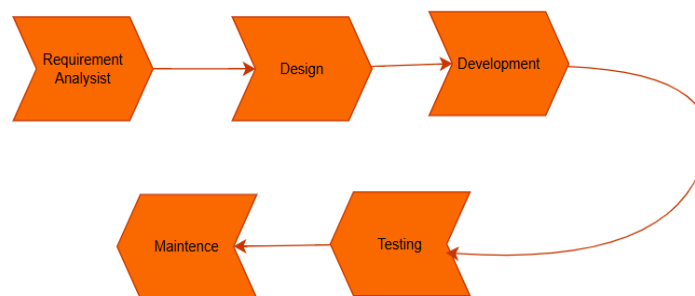 Requirement
Analysist
Design
Development
Testing
Maintence